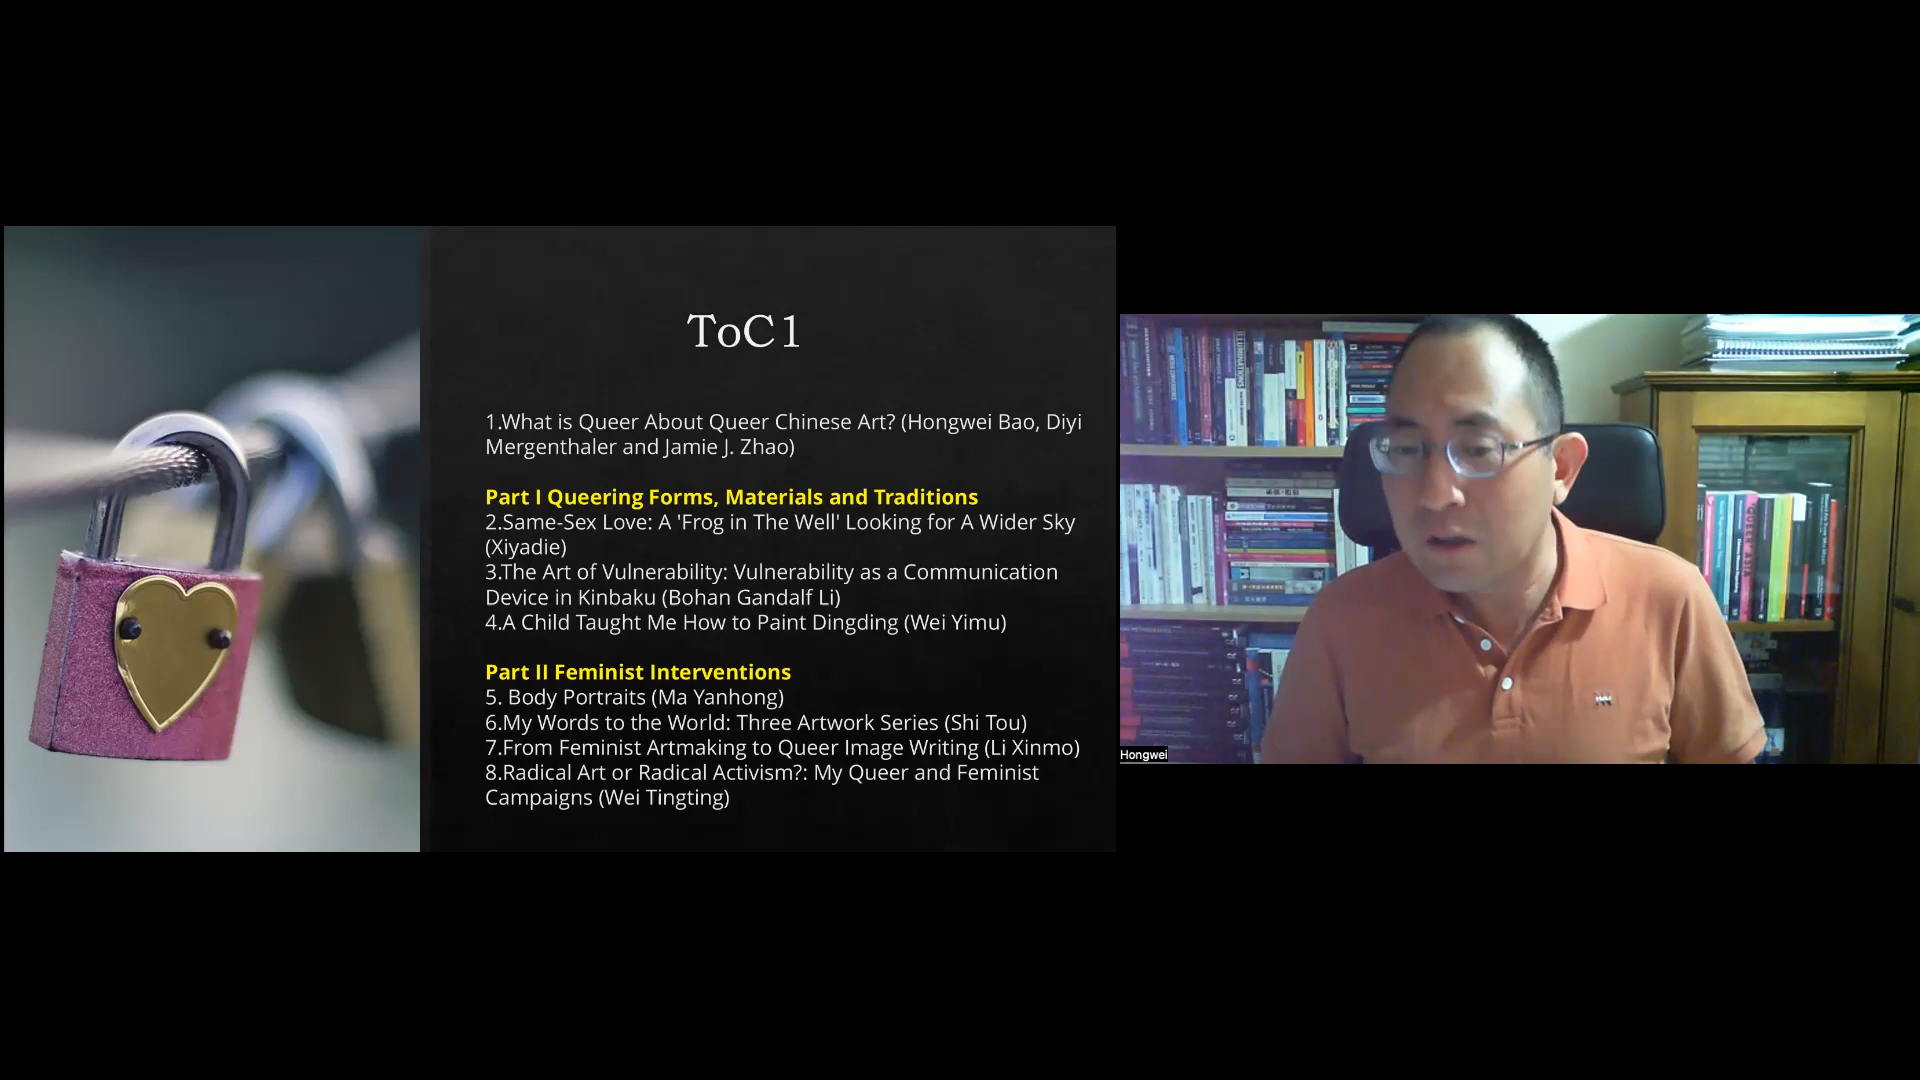 ToC1
1.What is Queer About Queer Chinese Art? (Hongwei Bao, Diyi
Mergenthaler and Jamie J. Zhao)
Part I Queering Forms, Materials and Traditions
2.Same-Sex Love: A 'Frog in The Well' Looking for A Wider Sky
(Xiyadie)
3.The Art of Vulnerability: Vulnerability as a Communication
Device in Kinbaku (Bohan Gandalf Li)
4.A Child Taught Me How to Paint Dingding (Wei Yimu)
Part II Feminist Interventions
5. Body Portraits (Ma Yanhong)
6.My Words to the World: Three Artwork Series (Shi Tou)
7.From Feminist Artmaking to Queer Image Writing (Li Xinmo)
8.Radical Art or Radical Activism?: My Queer and Feminist
Campaigns (Wei Tingting)
ILLUMINATIONS
Hongwei